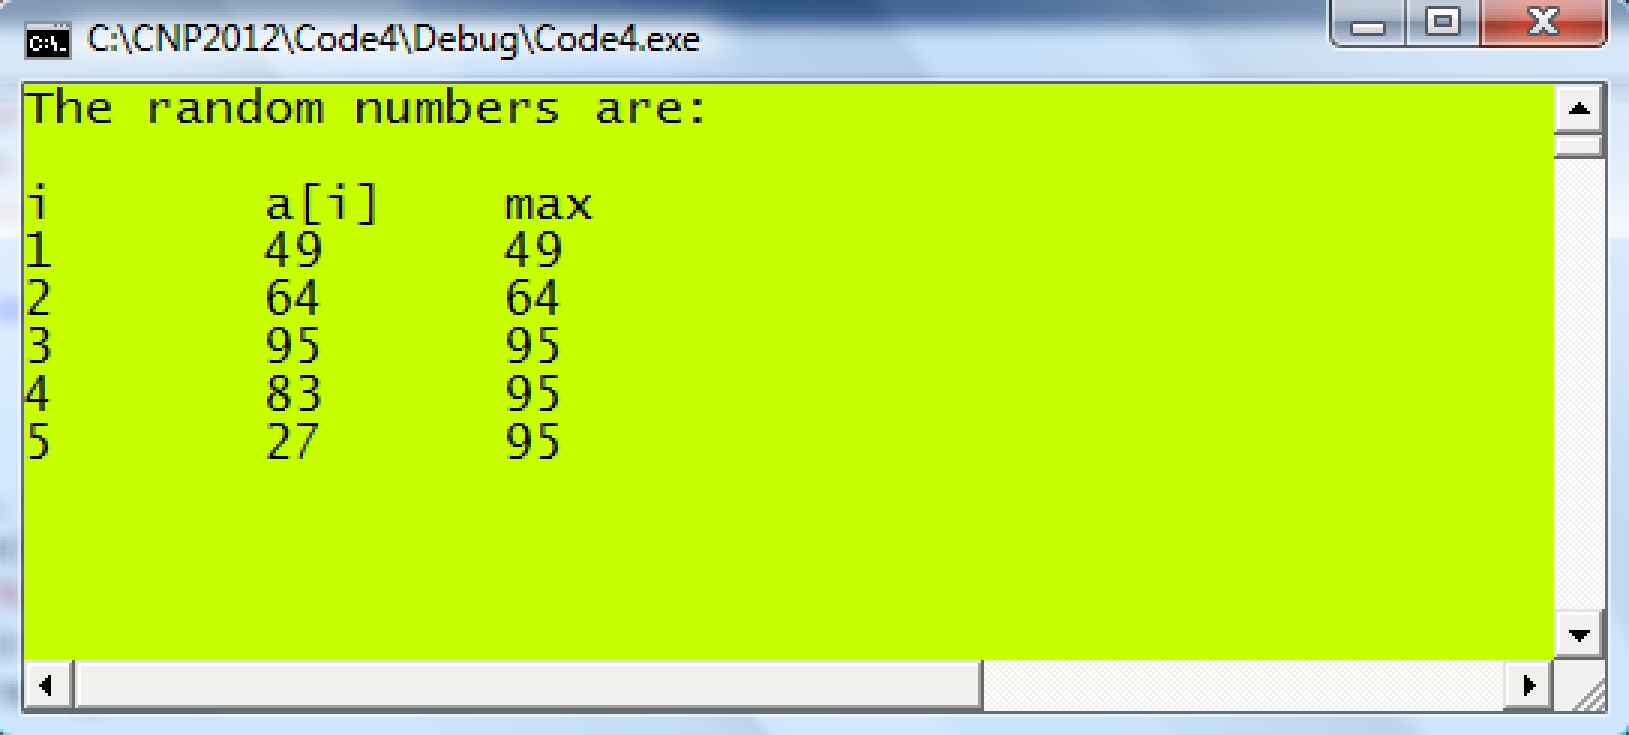 C:\CNP2012\Code4\Debug\Code4.exe
The random numbers are:
i a[i] max
1 49 49
2 64 64
3 95 95
4 83 95
5 27 95